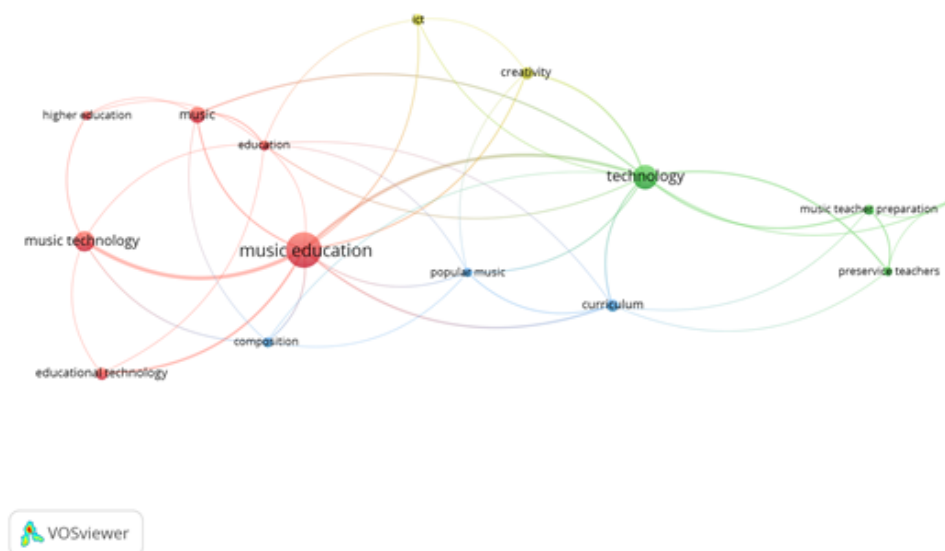 ict
creativity
higher education
music
education
technology
music teacher preparation
music technology
music education
popular music
preservice teachers
curriculum
composition
educational technology
VOSviewer